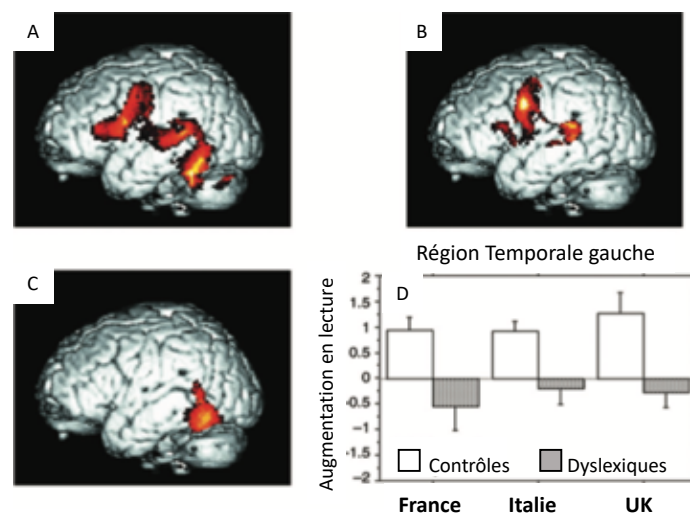 A
B
C
Région Temporale gauche
D
Augmentation en lecture
2
1.5
1
0.5
0
-0.5
-1
-1.5
-2
Contrôles
Dyslexiques
France
Italie
UK